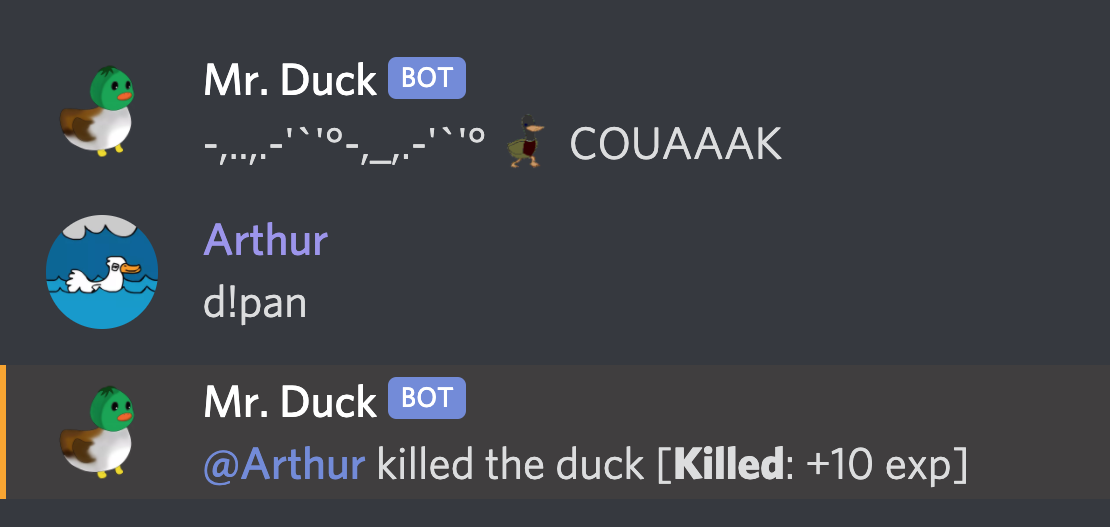 Mr. Duck BOT
-,..,.-'`'°-,_,.-'`'° COUAAAK
Arthur
d!pan
Mr. Duck BOT
@Arthur killed the duck [Killed: +10 exp]